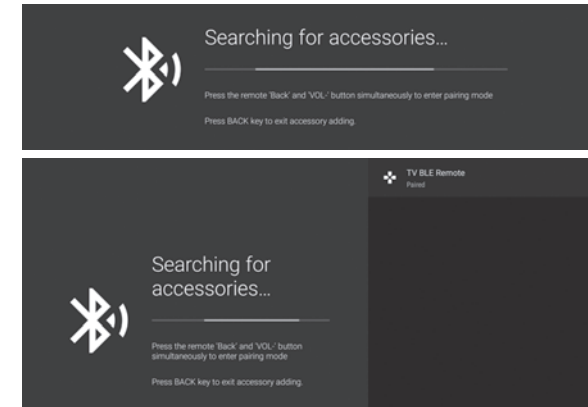 Searching for accessories...
Press the remote 'Back' and 'VOL-' button simultaneously to enter pairing mode
Press BACK key to exit accessory adding.
TV BLE Remote
Paired
Searching for
accessories...
Press the remote 'Back' and 'VOL-' button
simultaneously to enter pairing mode
Press BACK key to exit accessory adding.